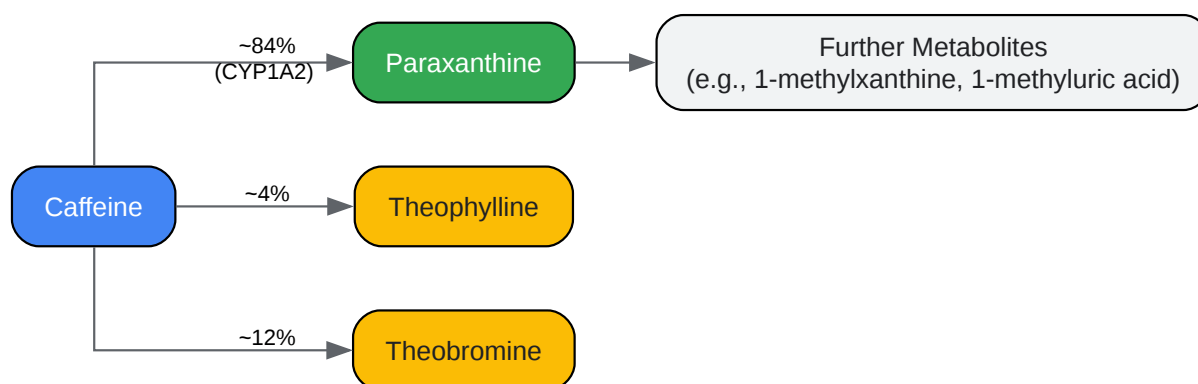 ~84%
(CYP1A2)
Paraxanthine
Further Metabolites
(e.g., 1-methylxanthine, 1-methyluric acid)
Caffeine
~4%
Theophylline
~12%
Theobromine